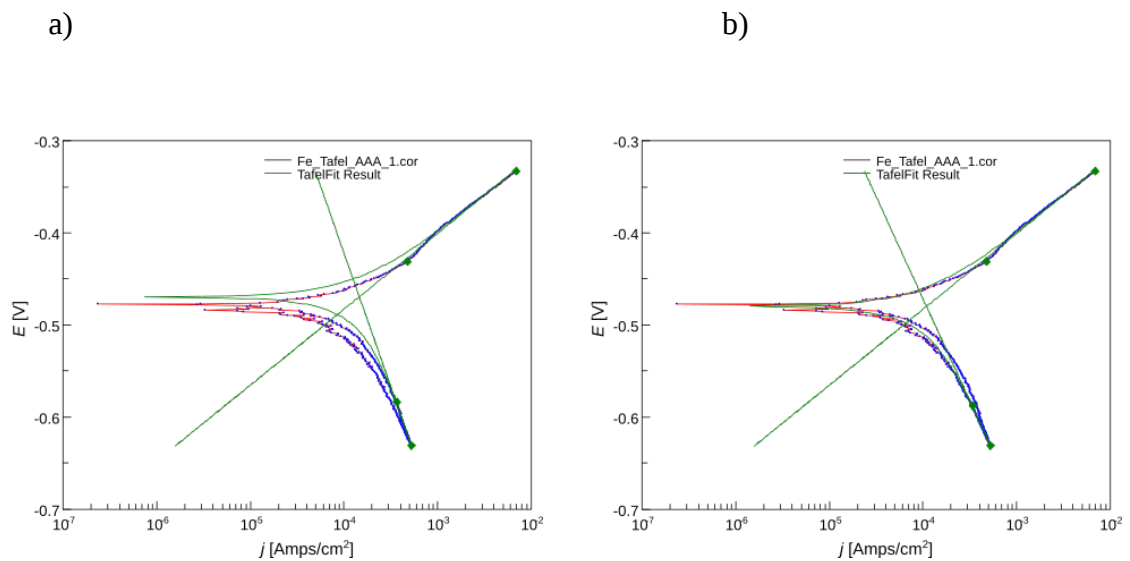 a) b)
-0.3 -0.3
Fe_Tafel_AAA_1.cor Fe_Tafel_AAA_1.cor
TafelFit Result TafelFit Result
-0.4 -0.4
E [V] E [V]
-0.5 -0.5
-0.6 -0.6
-0.7 -0.7
10⁷ 10⁶ 10⁵ 10⁴ 10³ 10² 10⁷ 10⁶ 10⁵ 10⁴ 10³ 10²
j [Amps/cm²] j [Amps/cm²]